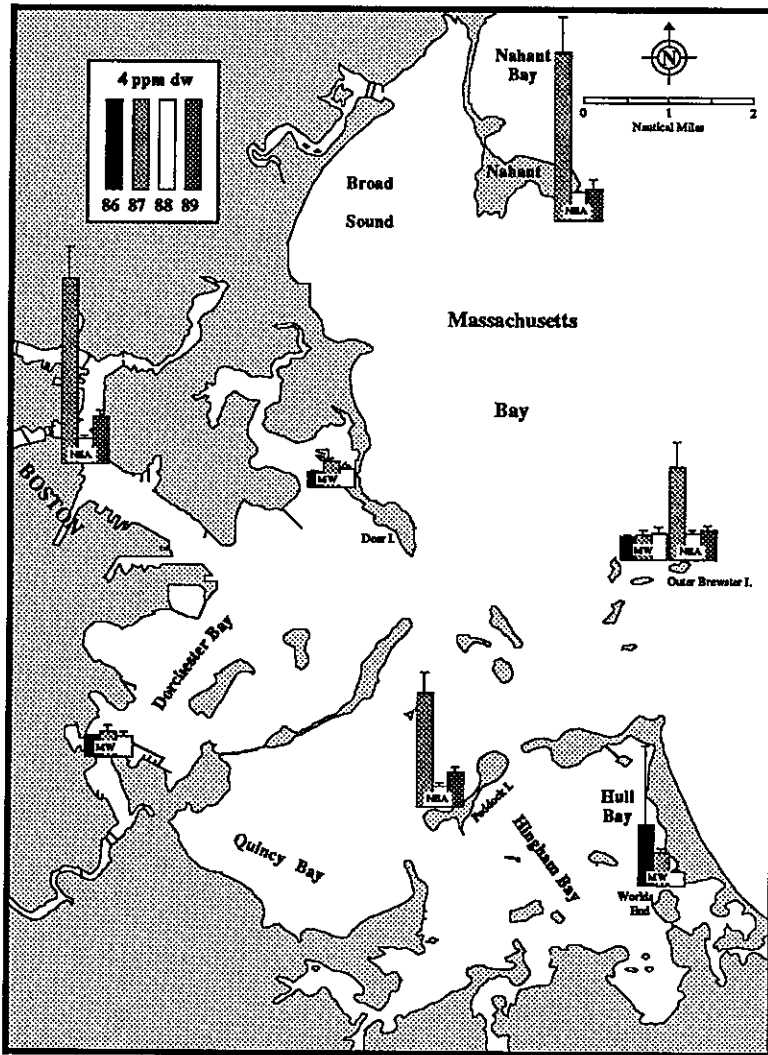 4 ppm dw
86 87 88 89
Nahant
Bay
N
0 1 2
Nautical Miles
Nahant
NBA
Broad
Sound
Massachusetts
Bay
NBA
BOSTON
MW
Deer I.
MW NBA
Outer Brewster I.
Dorchester Bay
MW
NBA
Peddock I.
Hull
Bay
MW
Quincy Bay
Hingham Bay
Worlds
End